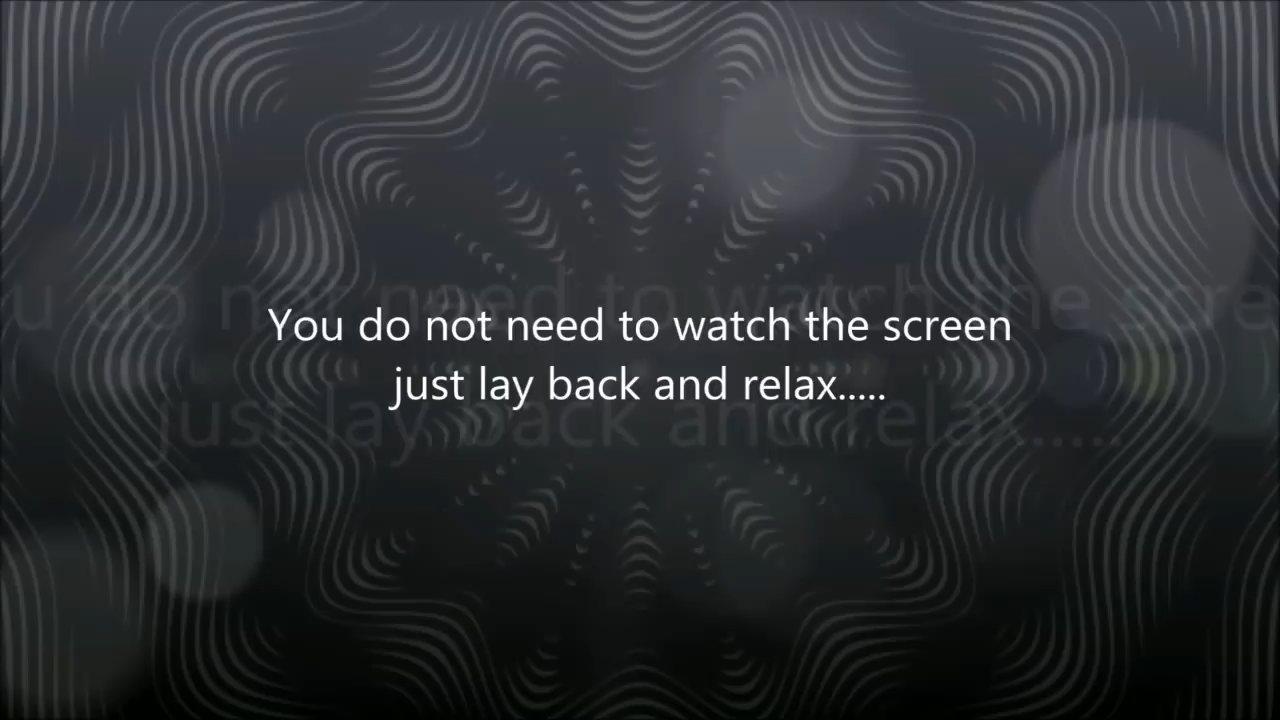 You do not need to watch the screen
just lay back and relax.....